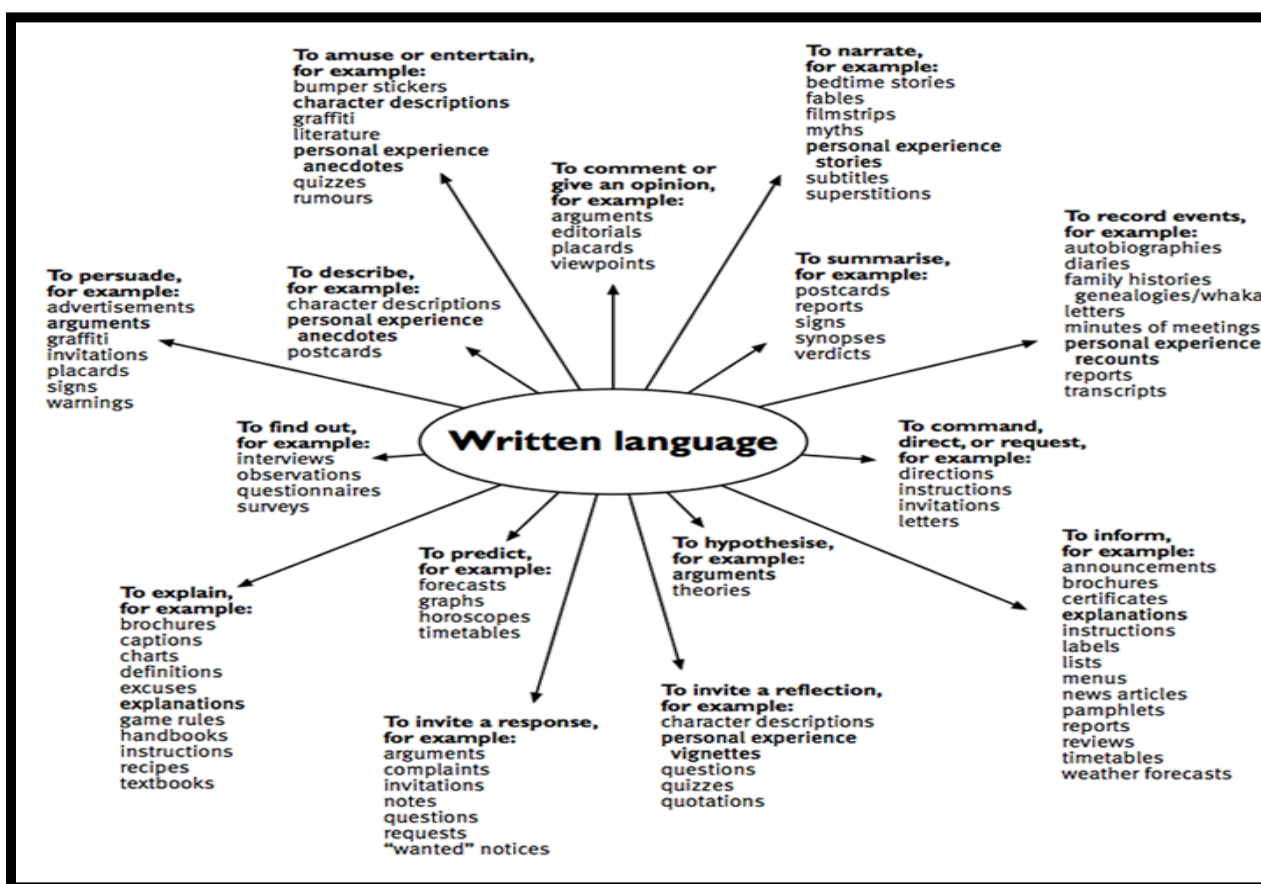 To amuse or entertain,
for example:
bumper stickers
character descriptions
graffiti
literature
personal experience
anecdotes
quizzes
rumours
To comment or
give an opinion,
for example:
arguments
editorials
placards
viewpoints
To narrate,
for example:
bedtime stories
fables
filmstrips
myths
personal experience
stories
subtitles
superstitions
To record events,
for example:
autobiographies
diaries
family histories
genealogies/whaka
letters
minutes of meetings
personal experience
recounts
reports
transcripts
To persuade,
for example:
advertisements
arguments
graffiti
invitations
placards
signs
warnings
To describe,
for example:
character descriptions
personal experience
anecdotes
postcards
To summarise,
for example:
postcards
reports
signs
synopses
verdicts
To find out,
for example:
interviews
observations
questionnaires
surveys
Written language
To command,
direct, or request,
for example:
directions
instructions
invitations
letters
To explain,
for example:
brochures
captions
charts
definitions
excuses
explanations
game rules
handbooks
instructions
recipes
textbooks
To predict,
for example:
forecasts
graphs
horoscopes
timetables
To hypothesise,
for example:
arguments
theories
To inform,
for example:
announcements
brochures
certificates
explanations
instructions
labels
lists
menus
news articles
pamphlets
reports
reviews
timetables
weather forecasts
To invite a response,
for example:
arguments
complaints
invitations
notes
questions
requests
"wanted" notices
To invite a reflection,
for example:
character descriptions
personal experience
vignettes
questions
quizzes
quotations